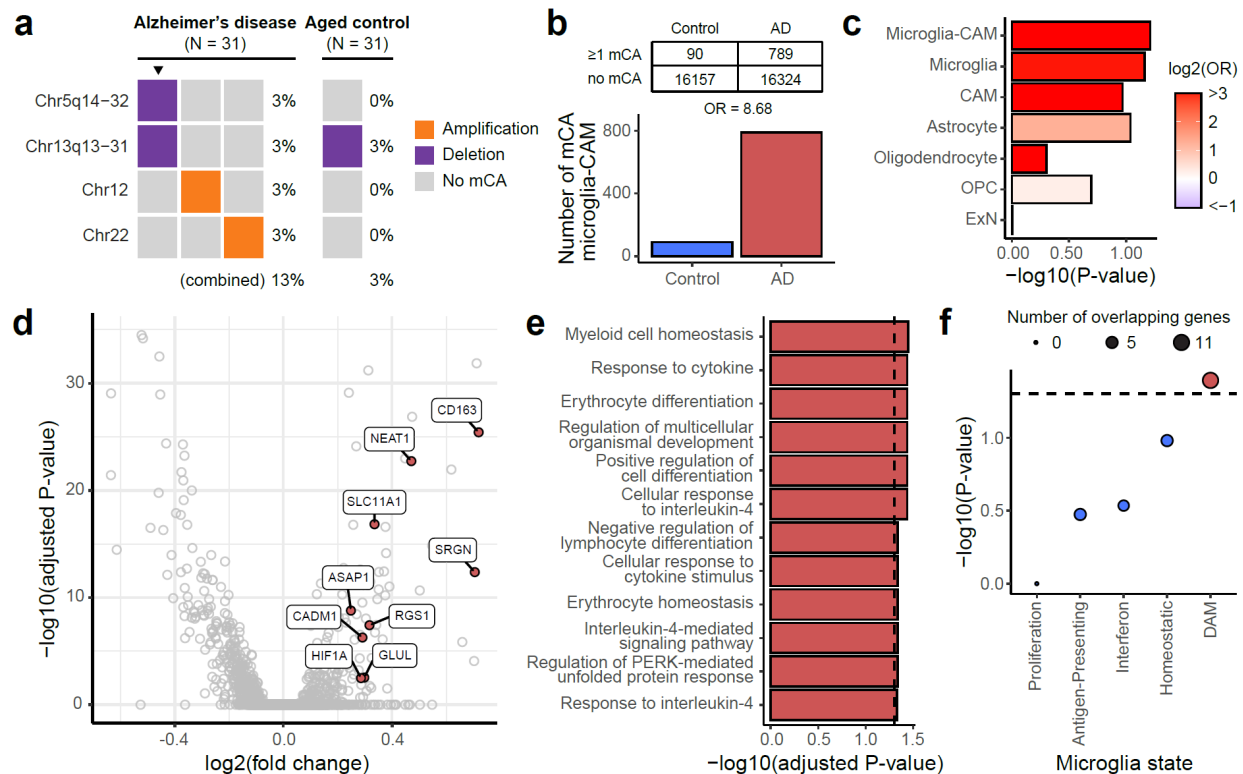 a
Alzheimer's disease
(N = 31)
Aged control
(N = 31)
Chr5q14−32
3%
0%
Chr13q13−31
3%
3%
Chr12
3%
0%
Chr22
3%
0%
(combined) 13%
3%
Amplification
Deletion
No mCA
b
Control
AD
≥1 mCA
90
789
no mCA
16157
16324
OR = 8.68
Number of mCA
microglia-CAM
800
400
0
Control
AD
c
Microglia-CAM
Microglia
CAM
Astrocyte
Oligodendrocyte
OPC
ExN
0.00
1.00
−log10(P-value)
log2(OR)
>3
2
1
0
<−1
d
−log10(adjusted P-value)
30
20
10
0
CD163
NEAT1
SLC11A1
SRGN
ASAP1
CADM1
RGS1
HIF1A
GLUL
-0.4
0.0
0.4
log2(fold change)
e
Myeloid cell homeostasis
Response to cytokine
Erythrocyte differentiation
Regulation of multicellular
organismal development
Positive regulation of
cell differentiation
Cellular response
to interleukin-4
Negative regulation of
lymphocyte differentiation
Cellular response to
cytokine stimulus
Erythrocyte homeostasis
Interleukin-4-mediated
signaling pathway
Regulation of PERK-mediated
unfolded protein response
Response to interleukin-4
0.0
0.5
1.0
1.5
−log10(adjusted P-value)
f
Number of overlapping genes
0
5
11
−log10(P-value)
1.0
0.5
0.0
Proliferation
Antigen-Presenting
Interferon
Homeostatic
DAM
Microglia state